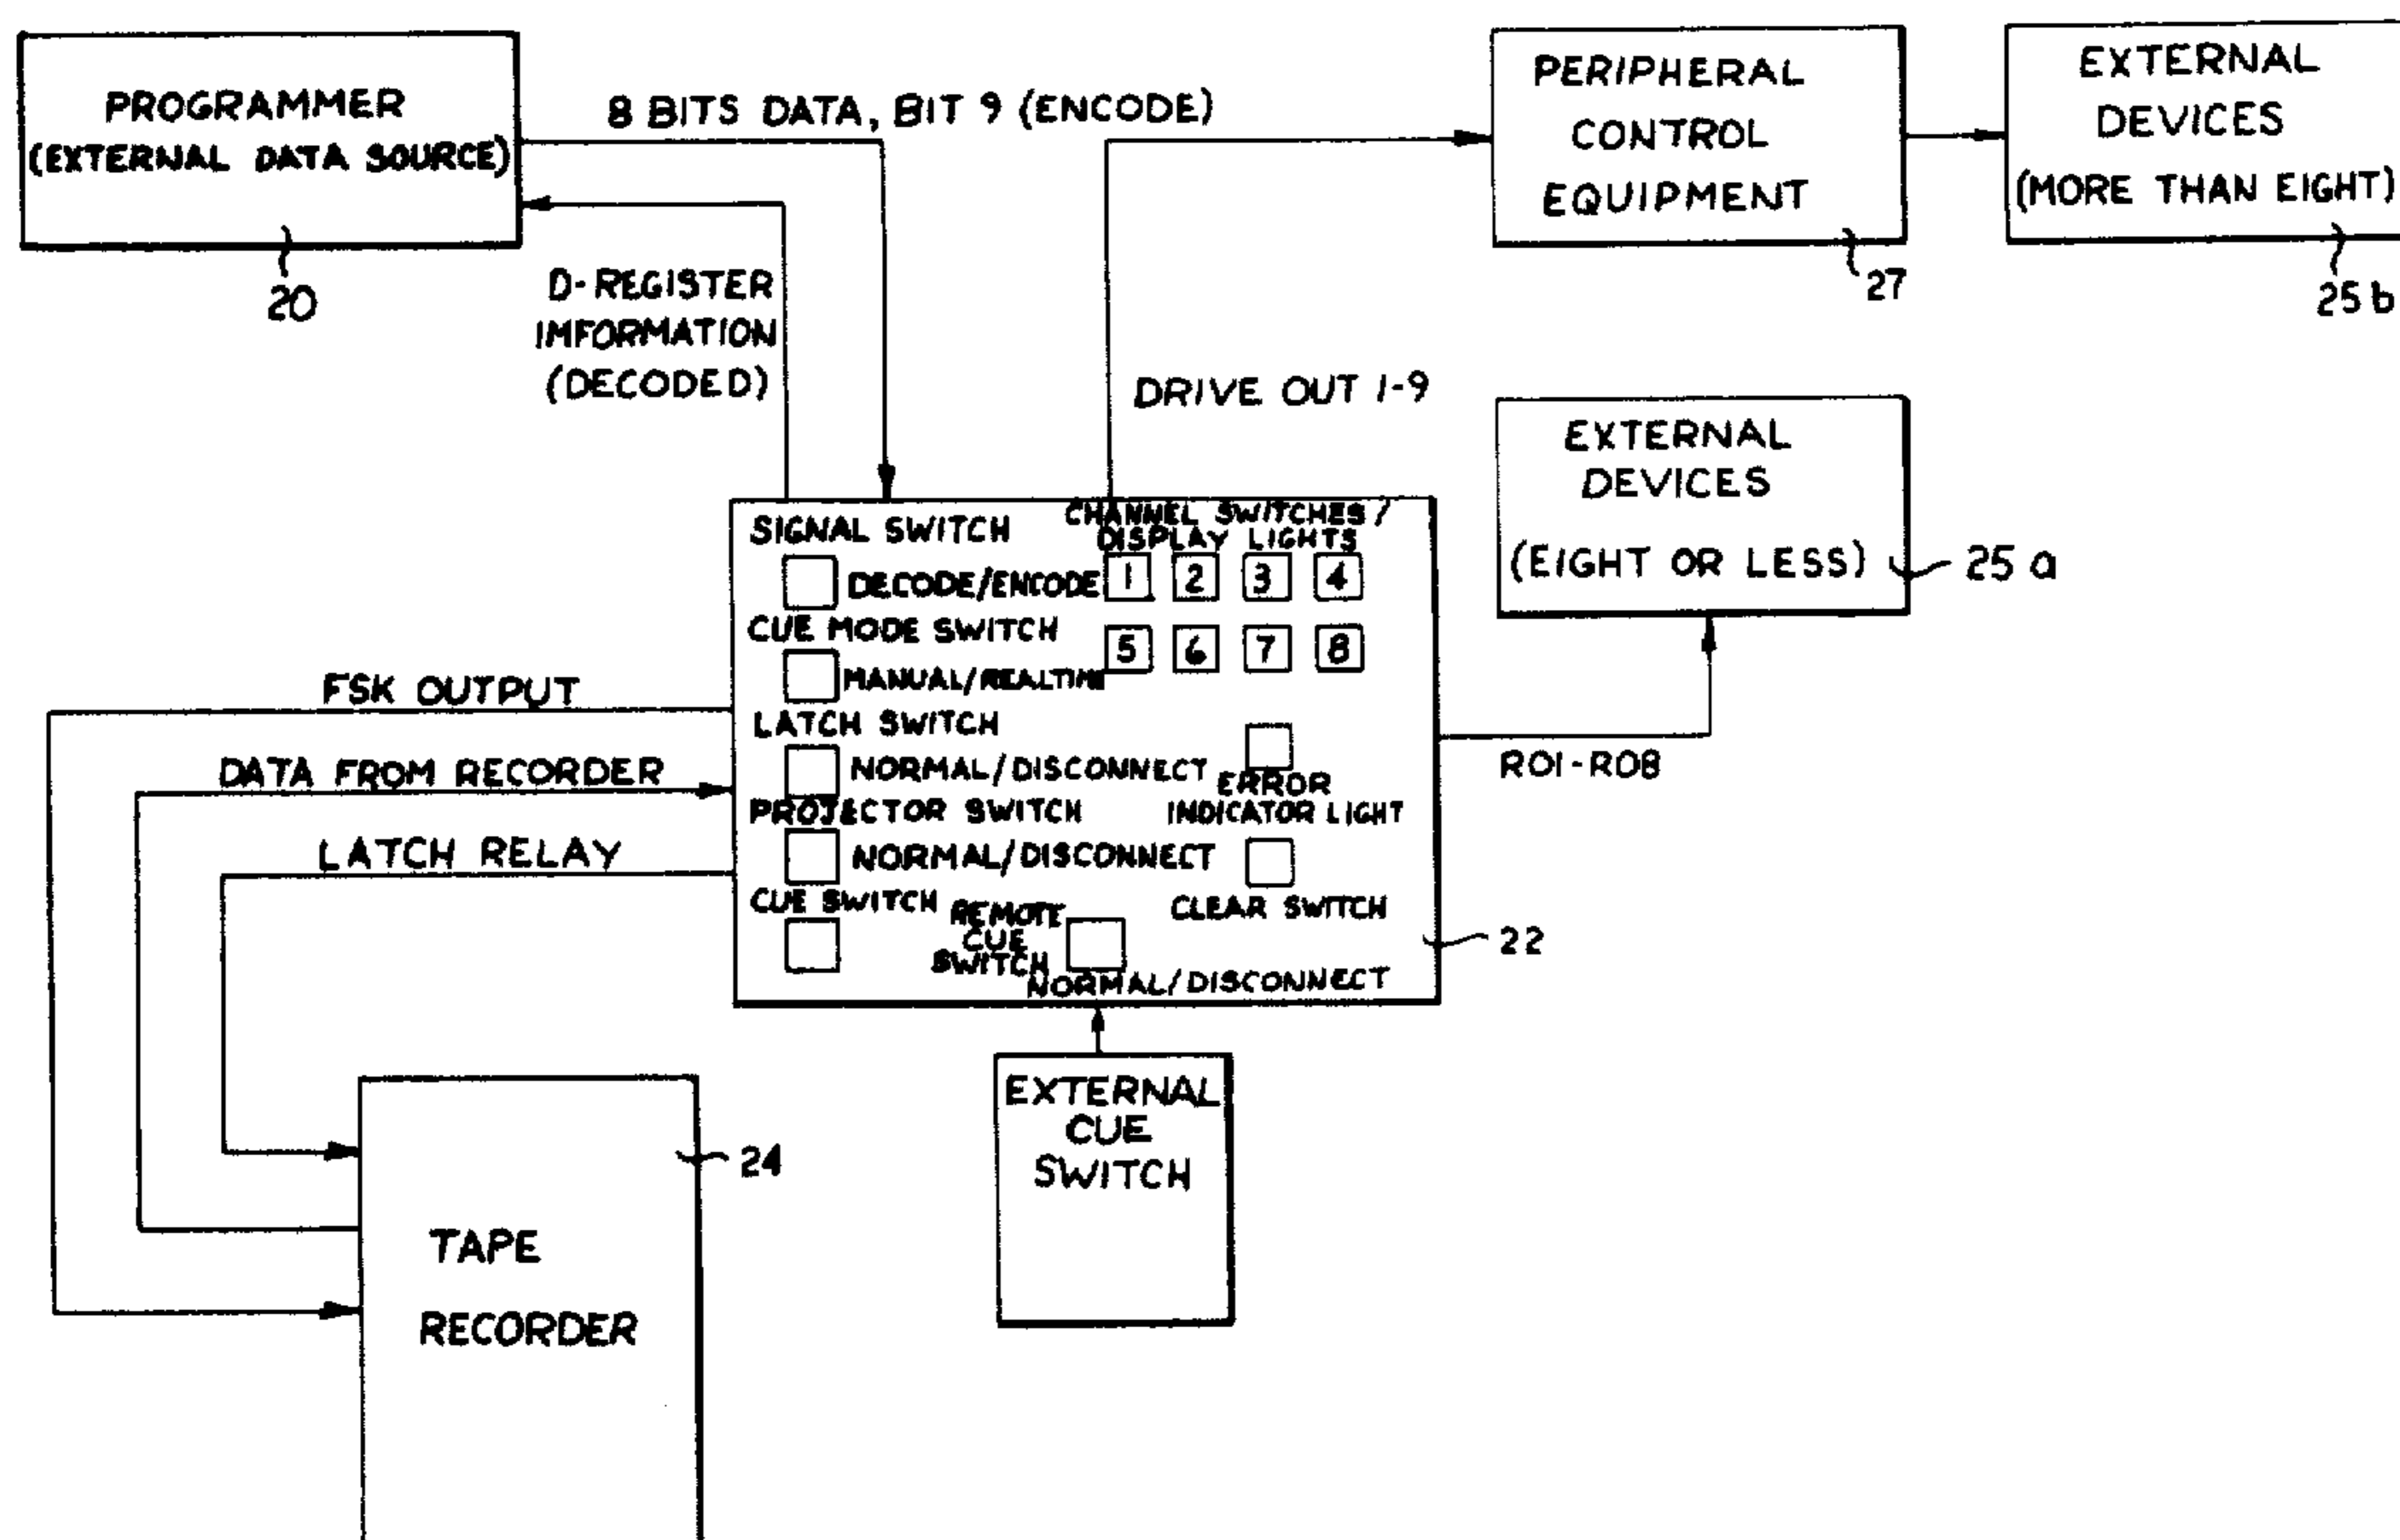 PROGRAMMER
(EXTERNAL DATA SOURCE)
20
8 BITS DATA, BIT 9 (ENCODE)
D-REGISTER
IMFORMATION
(DECODED)
PERIPHERAL
CONTROL
EQUIPMENT
27
EXTERNAL
DEVICES
(MORE THAN EIGHT)
25b
DRIVE OUT 1-9
EXTERNAL
DEVICES
(EIGHT OR LESS)
25a
RO1-RO8
SIGNAL SWITCH
DECODE/ENCODE
CUE MODE SWITCH
MANUAL/REALTIME
LATCH SWITCH
NORMAL/DISCONNECT
PROJECTOR SWITCH
NORMAL/DISCONNECT
CUE SWITCH
REMOTE
CUE
SWITCH
NORMAL/DISCONNECT
CHANNEL SWITCHES/
DISPLAY LIGHTS
1 2 3 4
5 6 7 8
ERROR
INDICATOR LIGHT
CLEAR SWITCH
22
FSK OUTPUT
DATA FROM RECORDER
LATCH RELAY
TAPE
RECORDER
24
EXTERNAL
CUE
SWITCH